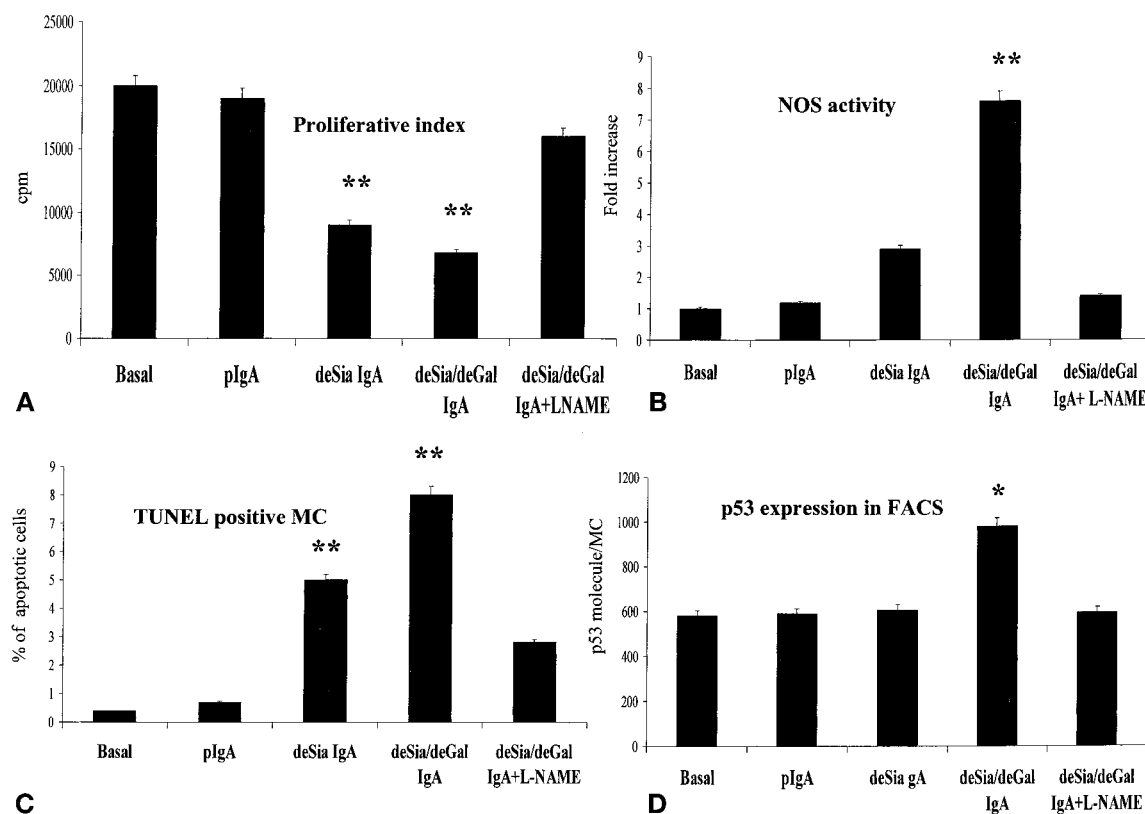 25000
20000
15000
10000
5000
0
cpm
Proliferative index
**
**
Basal
pIgA
deSia IgA
deSia/deGal
IgA
deSia/deGal
IgA+LNAME
A
9
8
7
6
5
4
3
2
1
0
Fold increase
NOS activity
**
Basal
pIgA
deSia IgA
deSia/deGal
IgA
deSia/deGal
IgA+ L-NAME
B
9
8
7
6
5
4
3
2
1
0
% of apoptotic cells
TUNEL positive MC
**
**
Basal
pIgA
deSia IgA
deSia/deGal
IgA
deSia/deGal
IgA+L-NAME
C
1200
1000
800
600
400
200
0
p53 molecule/MC
p53 expression in FACS
*
Basal
pIgA
deSia gA
deSia/deGal
IgA
deSia/deGal
IgA+L-NAME
D